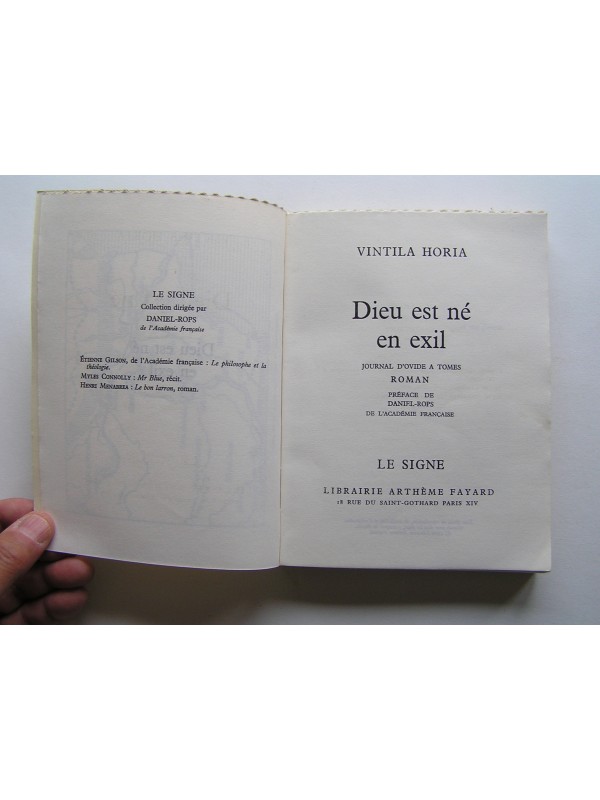 LE SIGNE
Collection dirigée par
DANIEL-ROPS
de l'Académie française
ÉTIENNE GILSON, de l'Académie française : Le philosophe et la
théologie.
MYLES CONNOLLY : Mr Blue, récit.
HENRI MENABREA : Le bon larron, roman.
VINTILA HORIA
Dieu est né
en exil
JOURNAL D'OVIDE A TOMES
ROMAN
PRÉFACE DE
DANIEL-ROPS
DE L'ACADÉMIE FRANÇAISE
LE SIGNE
LIBRAIRIE ARTHÈME FAYARD
18 RUE DU SAINT-GOTHARD PARIS XIV